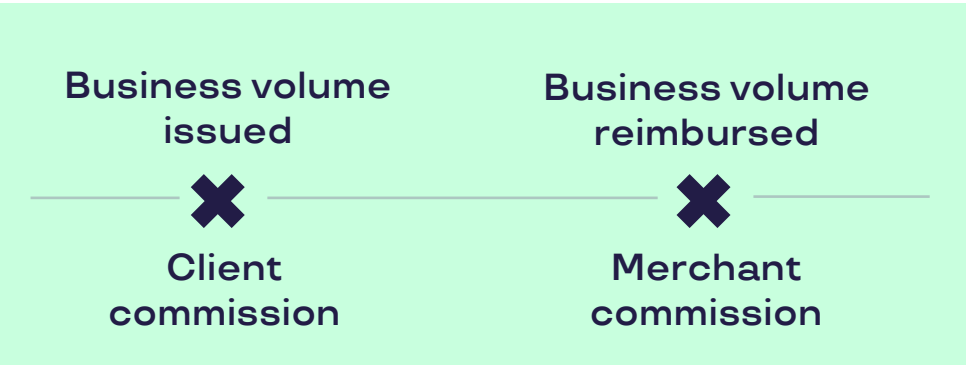 Business volume
issued
Client
commission
Business volume
reimbursed
Merchant
commission